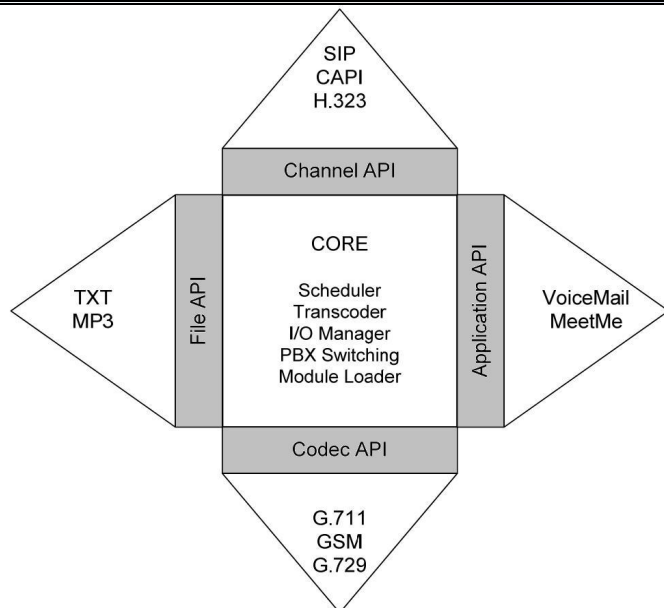 SIP
CAPI
H.323
Channel API
TXT
MP3
File API
CORE
Scheduler
Transcoder
I/O Manager
PBX Switching
Module Loader
Application API
VoiceMail
MeetMe
Codec API
G.711
GSM
G.729